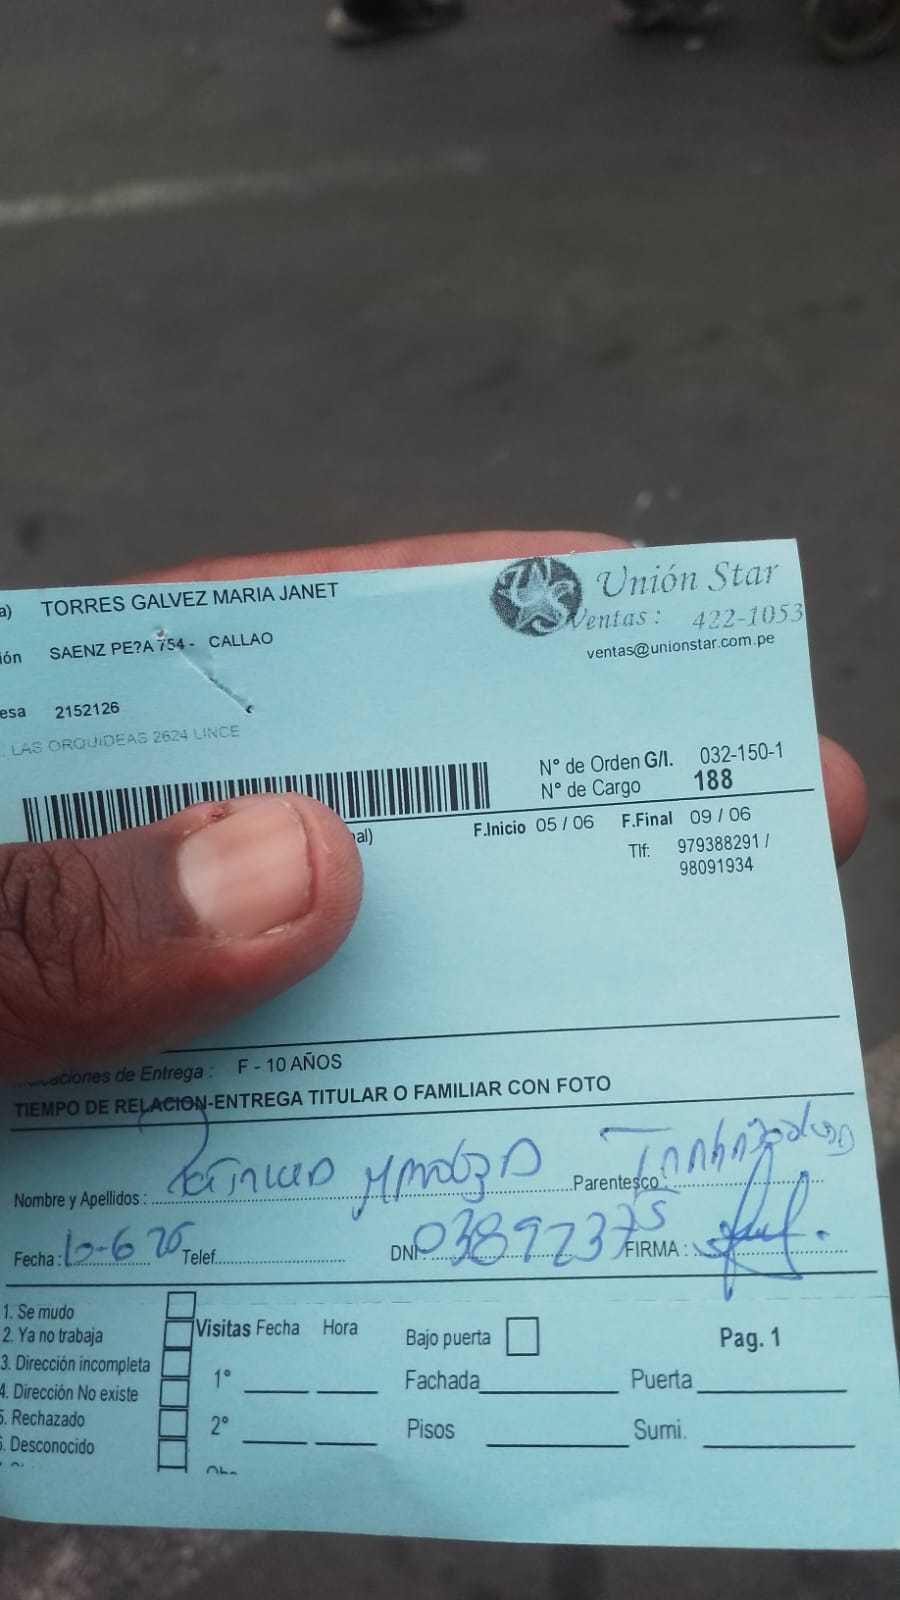 a) TORRES GALVEZ MARIA JANET
Unión Star
ión SAENZ PE?A 754 - CALLAO
Ventas : 422-1053
ventas@unionstar.com.pe
esa 2152126
. LAS ORQUIDEAS 2624 LINCE
N° de Orden G/I. 032-150-1
N° de Cargo 188
al) F.Inicio 05 / 06 F.Final 09 / 06
Tlf: 979388291 /
98091934
ciones de Entrega : F - 10 AÑOS
TIEMPO DE RELACION-ENTREGA TITULAR O FAMILIAR CON FOTO
Nombre y Apellidos : Parentesco :
Fecha : Telef. DNI : 03892375 FIRMA :
1. Se mudo
2. Ya no trabaja
3. Dirección incompleta
4. Dirección No existe
5. Rechazado
6. Desconocido
Visitas Fecha Hora
1°
2°
Obs
Bajo puerta
Pag. 1
Fachada Puerta
Pisos Sumi.